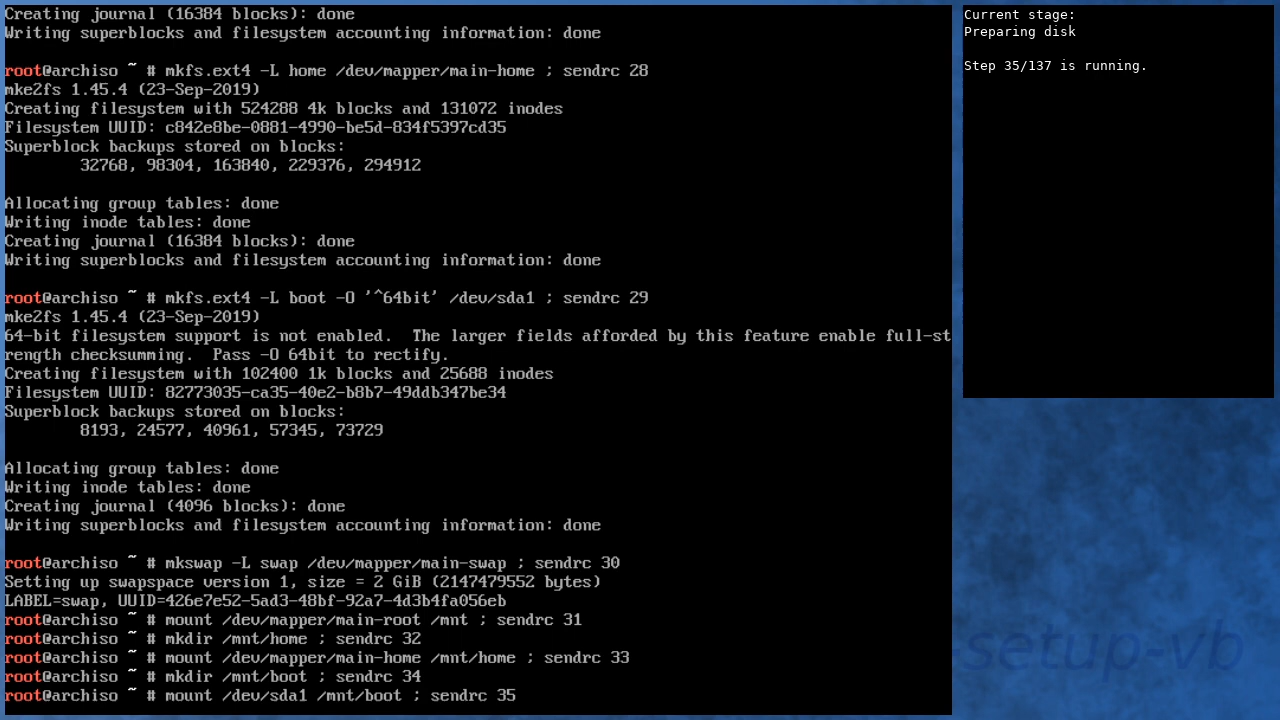 Creating journal (16384 blocks): done
Writing superblocks and filesystem accounting information: done
root@archiso ~ # mkfs.ext4 -L home /dev/mapper/main-home ; sendrc 28
mke2fs 1.45.4 (23-Sep-2019)
Creating filesystem with 524288 4k blocks and 131072 inodes
Filesystem UUID: c842e8be-0881-4990-be5d-834f5397cd35
Superblock backups stored on blocks:
32768, 98304, 163840, 229376, 294912
Allocating group tables: done
Writing inode tables: done
Creating journal (16384 blocks): done
Writing superblocks and filesystem accounting information: done
root@archiso ~ # mkfs.ext4 -L boot -O '^64bit' /dev/sda1 ; sendrc 29
mke2fs 1.45.4 (23-Sep-2019)
64-bit filesystem support is not enabled.  The larger fields afforded by this feature enable full-st
rength checksumming.  Pass -O 64bit to rectify.
Creating filesystem with 102400 1k blocks and 25688 inodes
Filesystem UUID: 82773035-ca35-40e2-b8b7-49ddb347be34
Superblock backups stored on blocks:
8193, 24577, 40961, 57345, 73729
Allocating group tables: done
Writing inode tables: done
Creating journal (4096 blocks): done
Writing superblocks and filesystem accounting information: done
root@archiso ~ # mkswap -L swap /dev/mapper/main-swap ; sendrc 30
Setting up swapspace version 1, size = 2 GiB (2147479552 bytes)
LABEL=swap, UUID=426e7e52-5ad3-48bf-92a7-4d3b4fa056eb
root@archiso ~ # mount /dev/mapper/main-root /mnt ; sendrc 31
root@archiso ~ # mkdir /mnt/home ; sendrc 32
root@archiso ~ # mount /dev/mapper/main-home /mnt/home ; sendrc 33
root@archiso ~ # mkdir /mnt/boot ; sendrc 34
root@archiso ~ # mount /dev/sda1 /mnt/boot ; sendrc 35
Current stage:
Preparing disk
Step 35/137 is running.
-setup-vb